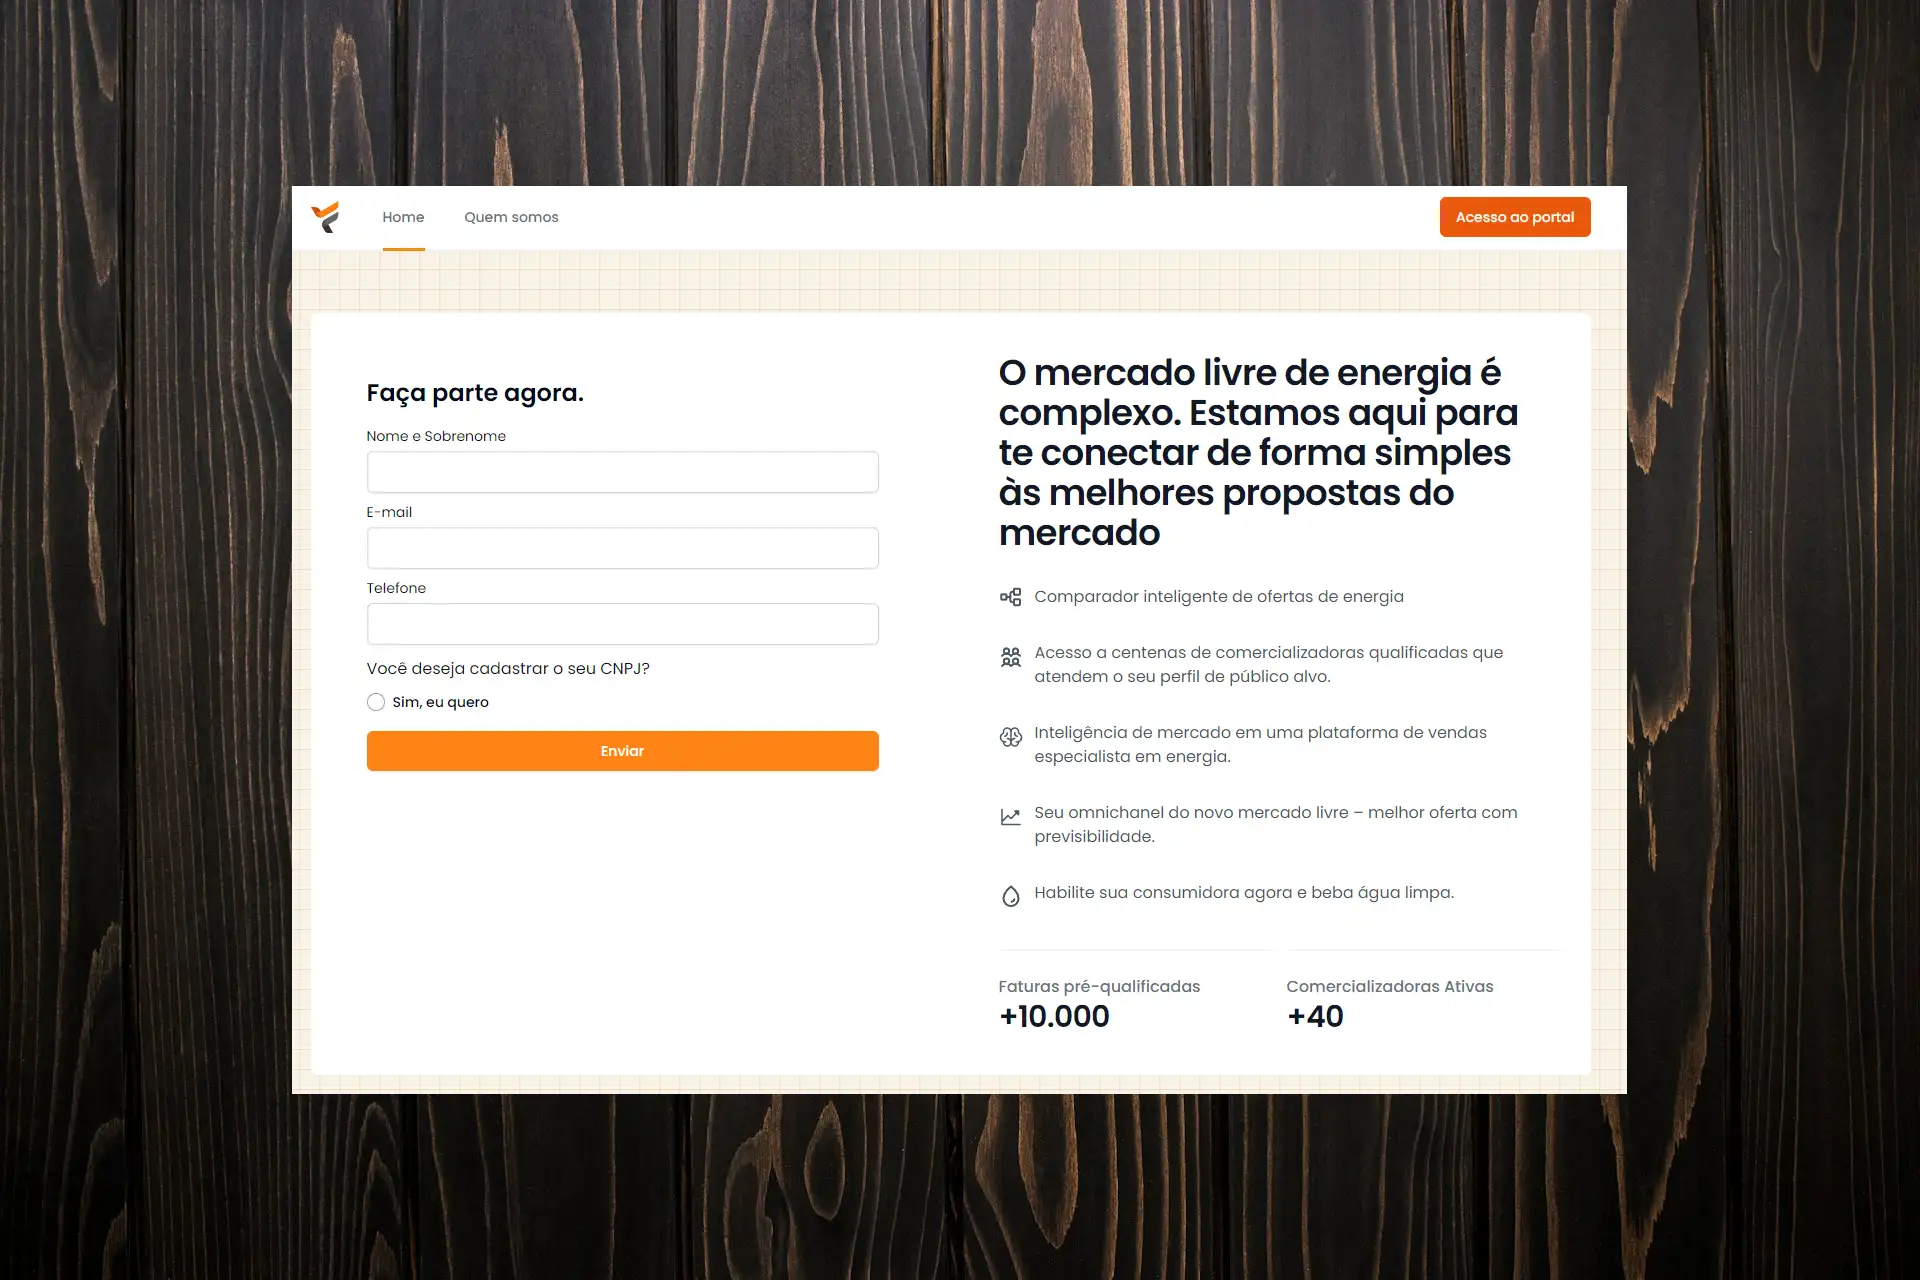 Home
Quem somos
Acesso ao portal
Faça parte agora.
Nome e Sobrenome
E-mail
Telefone
Você deseja cadastrar o seu CNPJ?
Sim, eu quero
Enviar
O mercado livre de energia é
complexo. Estamos aqui para
te conectar de forma simples
às melhores propostas do
mercado
Comparador inteligente de ofertas de energia
Acesso a centenas de comercializadoras qualificadas que
atendem o seu perfil de público alvo.
Inteligência de mercado em uma plataforma de vendas
especialista em energia.
Seu omnichanel do novo mercado livre – melhor oferta com
previsibilidade.
Habilite sua consumidora agora e beba água limpa.
Faturas pré-qualificadas
+10.000
Comercializadoras Ativas
+40